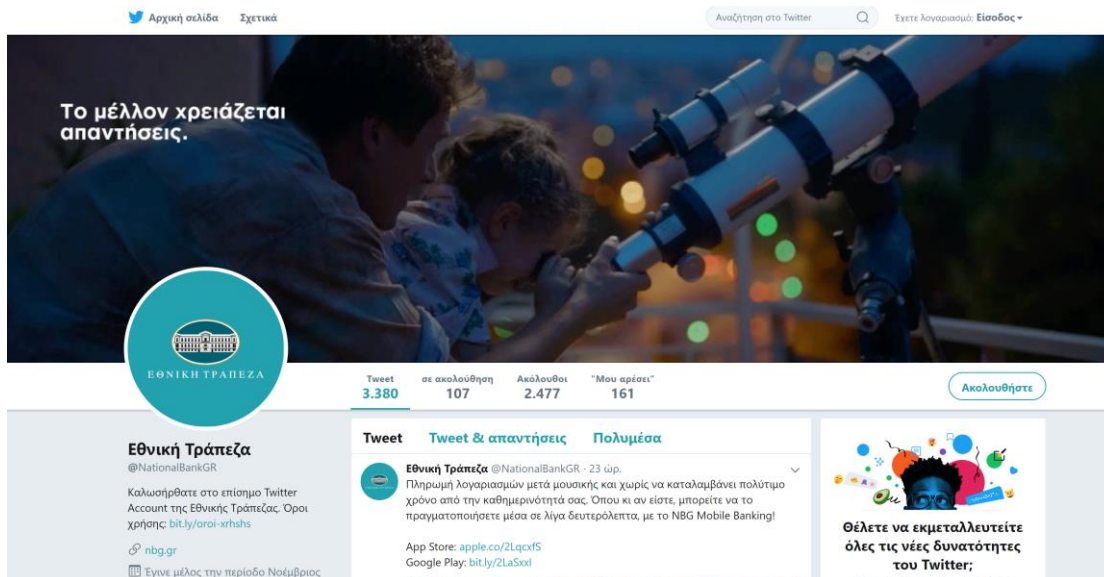 Αρχική σελίδα Σχετικά Αναζήτηση στο Twitter Έχετε λογαριασμό; Είσοδος
Το μέλλον χρειάζεται
απαντήσεις.
ΕΘΝΙΚΗ ΤΡΑΠΕΖΑ
Tweet σε ακολούθηση Ακόλουθοι "Μου αρέσει"
3.380 107 2.477 161
Ακολουθήστε
Εθνική Τράπεζα
@NationalBankGR
Καλωσήρθατε στο επίσημο Twitter
Account της Εθνικής Τράπεζας. Όροι
χρήσης: bit.ly/oroi-xrhshs
nbg.gr
Έγινε μέλος την περίοδο Νοέμβριος
Tweet Tweet & απαντήσεις Πολυμέσα
Εθνική Τράπεζα @NationalBankGR · 23 ώρ.
Πληρωμή λογαριασμών μετά μουσικής και χωρίς να καταλαμβάνει πολύτιμο
χρόνο από την καθημερινότητά σας. Όπου κι αν είστε, μπορείτε να το
πραγματοποιήσετε μέσα σε λίγα δευτερόλεπτα, με το NBG Mobile Banking!
App Store: apple.co/2LqcxfS
Google Play: bit.ly/2LaSxxl
Θέλετε να εκμεταλλευτείτε
όλες τις νέες δυνατότητες
του Twitter;